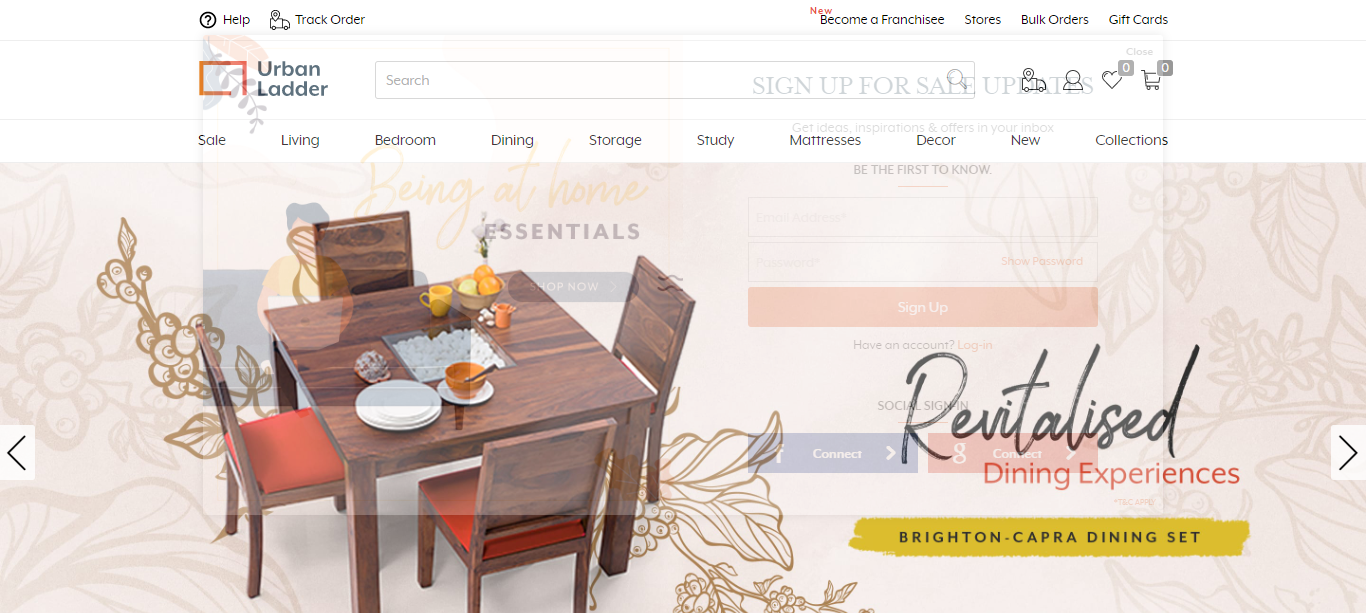 Help
Track Order
New
Become a Franchisee
Stores
Bulk Orders
Gift Cards
Close
Urban
Ladder
Search
0
0
SIGN UP FOR SALE UPDATES
Get ideas, inspirations & offers in your inbox
Sale
Living
Bedroom
Dining
Storage
Study
Mattresses
Decor
New
Collections
BE THE FIRST TO KNOW.
Being at home
ESSENTIALS
SHOP NOW
Email Address*
Password*
Show Password
Sign Up
Have an account? Log-in
SOCIAL SIGN-IN
f Connect
g Connect
Revitalised
Dining Experiences
*T&C APPLY
BRIGHTON-CAPRA DINING SET